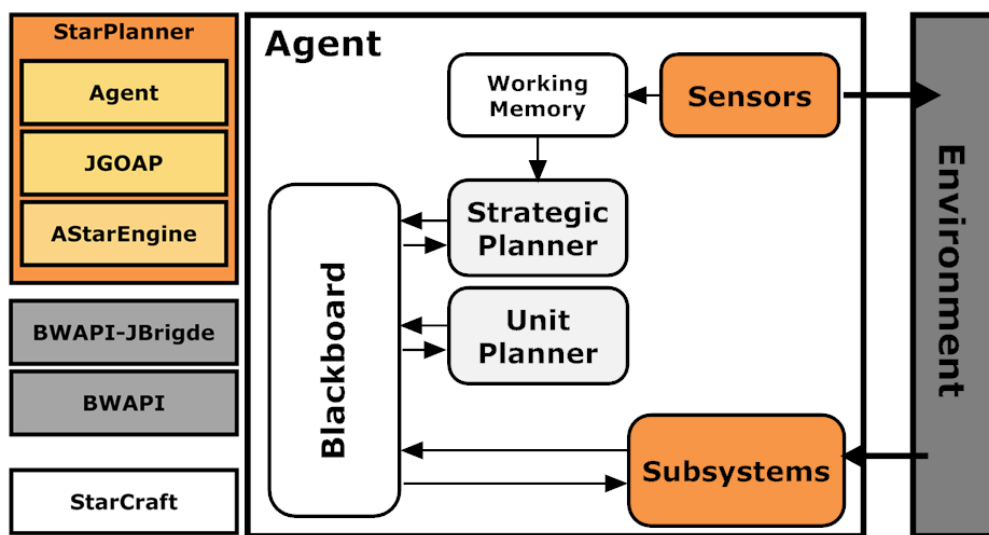 StarPlanner
Agent
JGOAP
AStarEngine
BWAPI-JBrigde
BWAPI
StarCraft
Agent
Working
Memory
Sensors
Strategic
Planner
Unit
Planner
Blackboard
Subsystems
Environment